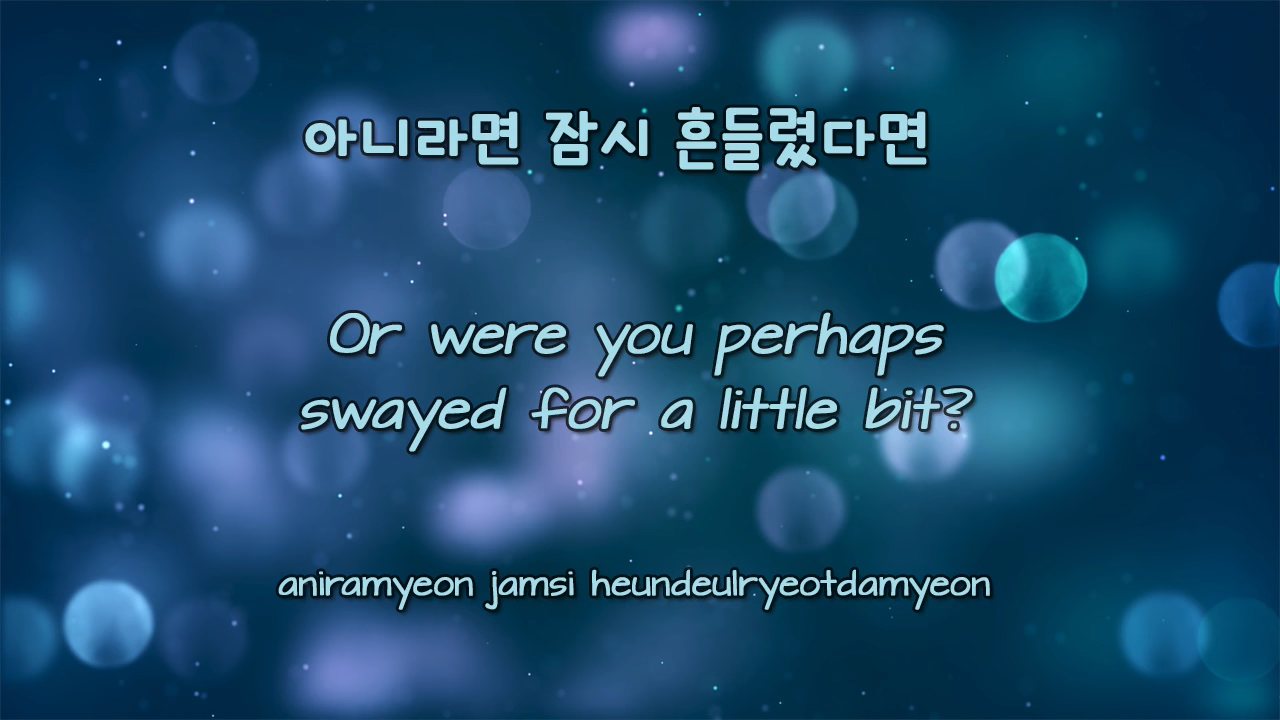 아니라면 잠시 흔들렸다면
Or were you perhaps
swayed for a little bit?
aniramyeon jamsi heundeulryeotdamyeon